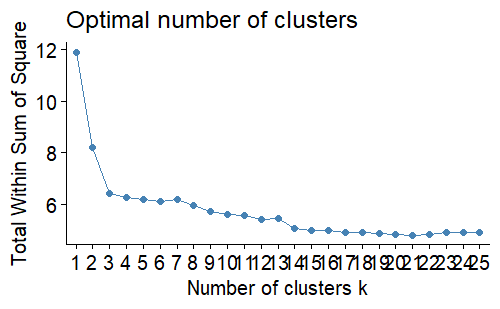 Optimal number of clusters
Total Within Sum of Square
12
10
8
6
1 2 3 4 5 6 7 8 9 10 11 12 13 14 15 16 17 18 19 20 21 22 23 24 25
Number of clusters k